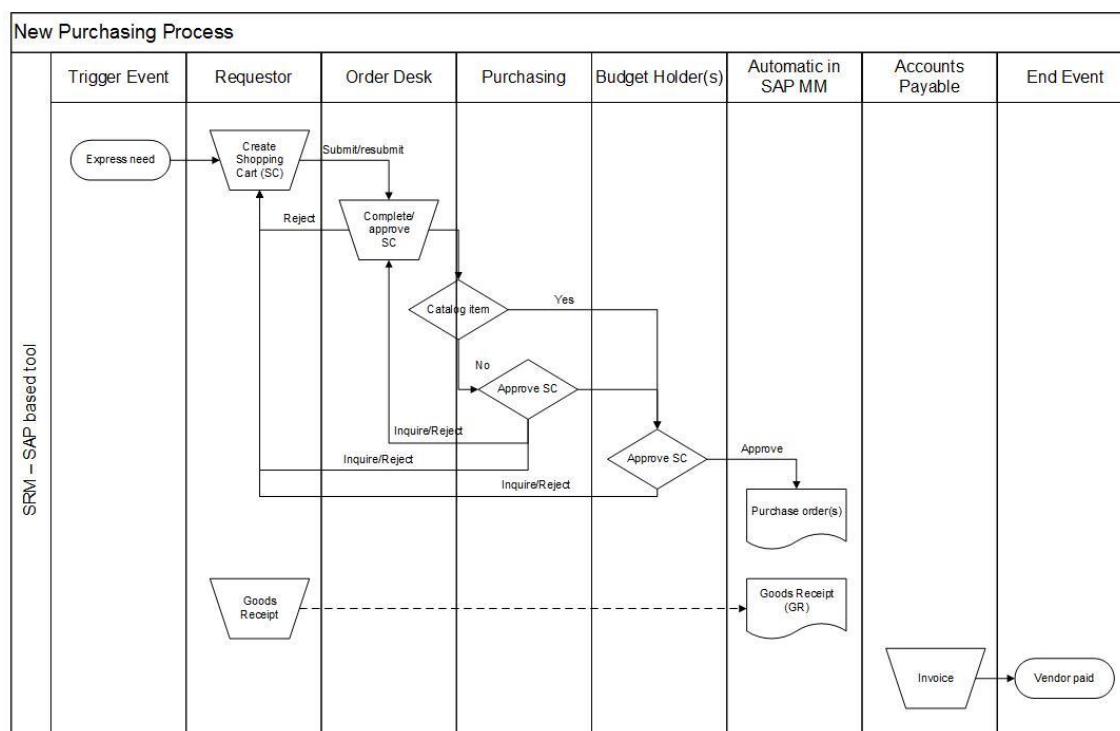 New Purchasing Process
Trigger Event
Requestor
Order Desk
Purchasing
Budget Holder(s)
Automatic in
SAP MM
Accounts
Payable
End Event
SRM – SAP based tool
Express need
Create
Shopping
Cart (SC)
Submit/resubmit
Reject
Complete/
approve
SC
Catalog item
Yes
No
Approve SC
Inquire/Reject
Inquire/Reject
Approve SC
Approve
Inquire/Reject
Purchase order(s)
Goods
Receipt
Goods Receipt
(GR)
Invoice
Vendor paid